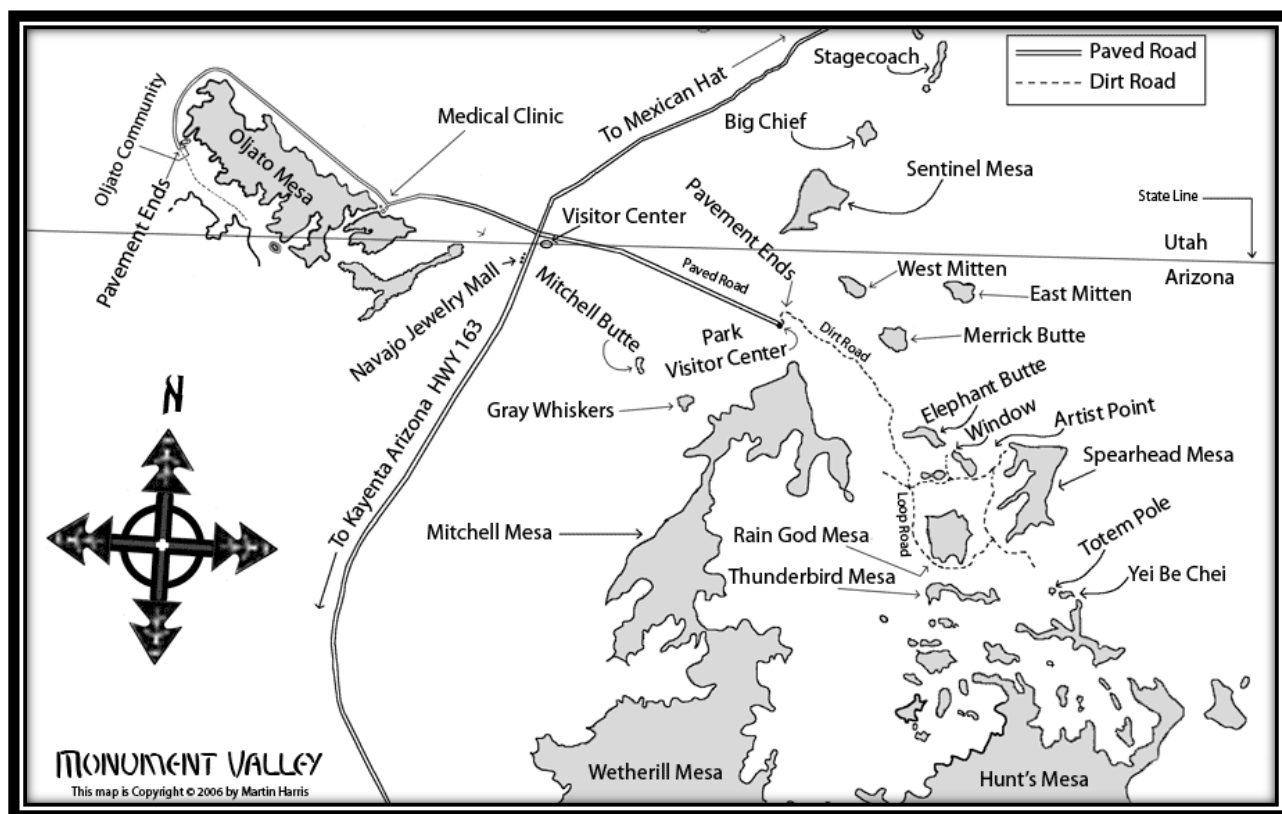 Paved Road
Dirt Road
Stagecoach
To Mexican Hat
Big Chief
Medical Clinic
Oljato Community
Oljato Mesa
Pavement Ends
Sentinel Mesa
Pavement Ends
State Line
Visitor Center
Utah
Arizona
Paved Road
West Mitten
East Mitten
Navajo Jewelry Mall
Mitchell Butte
Park
Visitor Center
Dirt Road
Merrick Butte
To Kayenta Arizona HWY 163
Gray Whiskers
Elephant Butte
Window
Artist Point
Spearhead Mesa
N
Mitchell Mesa
Loop Road
Rain God Mesa
Thunderbird Mesa
Totem Pole
Yei Be Chei
MONUMENT VALLEY
This map is Copyright © 2006 by Martin Harris
Wetherill Mesa
Hunt's Mesa